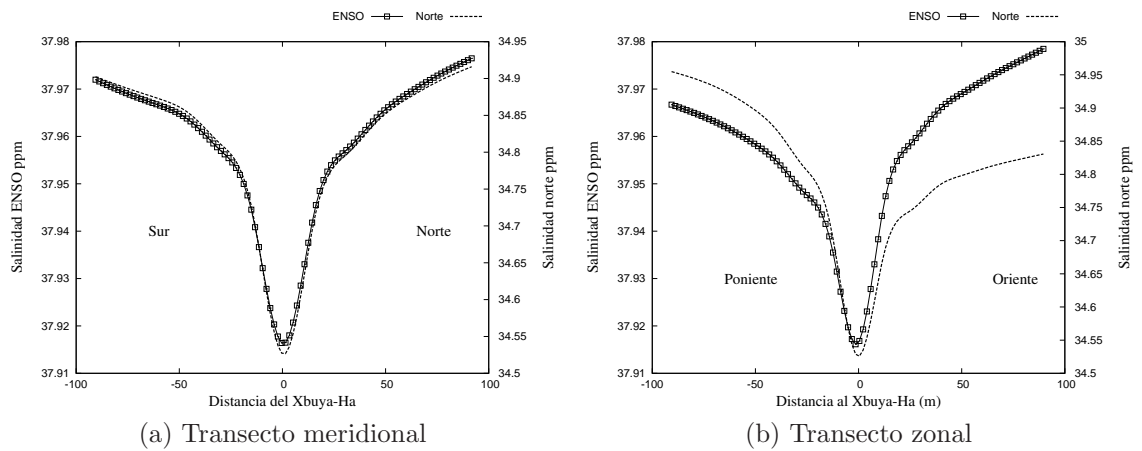 ENSO Norte
37.98
37.97
37.96
37.95
37.94
37.93
37.92
37.91
34.95
34.9
34.85
34.8
34.75
34.7
34.65
34.6
34.55
34.5
-100 -50 0 50 100
Salinidad ENSO ppm
Salinidad norte ppm
Sur
Norte
Distancia del Xbuya-Ha
(a) Transecto meridional
ENSO Norte
37.98
37.97
37.96
37.95
37.94
37.93
37.92
37.91
35
34.95
34.9
34.85
34.8
34.75
34.7
34.65
34.6
34.55
34.5
-100 -50 0 50 100
Salinidad ENSO ppm
Salinidad norte ppm
Poniente
Oriente
Distancia al Xbuya-Ha (m)
(b) Transecto zonal